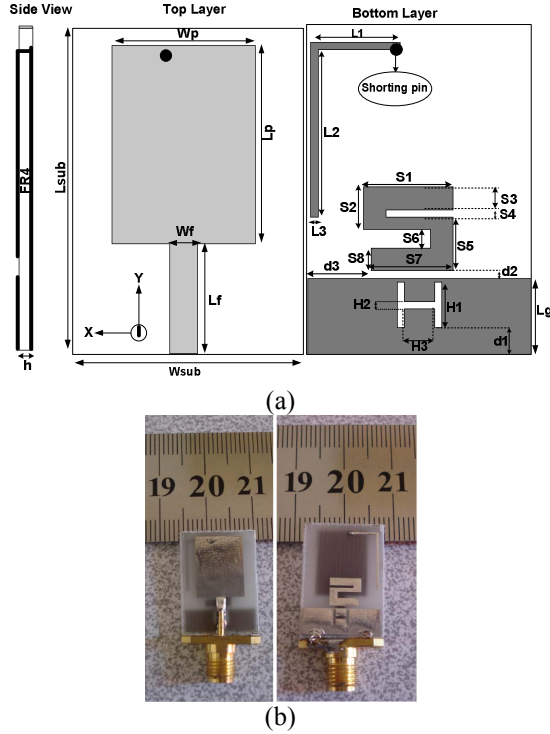 Side View
Top Layer
Bottom Layer
Wp
L1
Shorting pin
Lsub
FR4
Lp
L2
S1
S2
S3
S4
L3
Wf
S6
S5
d3
S8
S7
d2
Y
Lf
H2
H1
Lg
X
H3
d1
h
Wsub
(a)
19 20 21
19 20 21
(b)